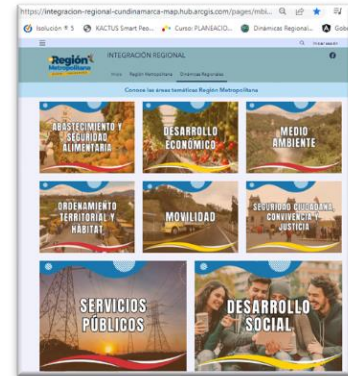 https://integracion-regional-cundinamarca-map.hub.arcgis.com/pages/mbi...
Isolución
KACTUS Smart Peo...
Curso: PLANEACIO...
Dinámicas Regional...
Iniciar sesión
Región
Metropolitana
INTEGRACIÓN REGIONAL
Inicio Región Metropolitana Dinámicas Regionales
Conoce las áreas temáticas Región Metropolitana
ABASTECIMIENTO Y
SEGURIDAD
ALIMENTARIA
DESARROLLO
ECONÓMICO
MEDIO
AMBIENTE
ORDENAMIENTO
TERRITORIAL Y
HÁBITAT
MOVILIDAD
SEGURIDAD CIUDADANA,
CONVIVENCIA Y
JUSTICIA
SERVICIOS
PÚBLICOS
DESARROLLO
SOCIAL